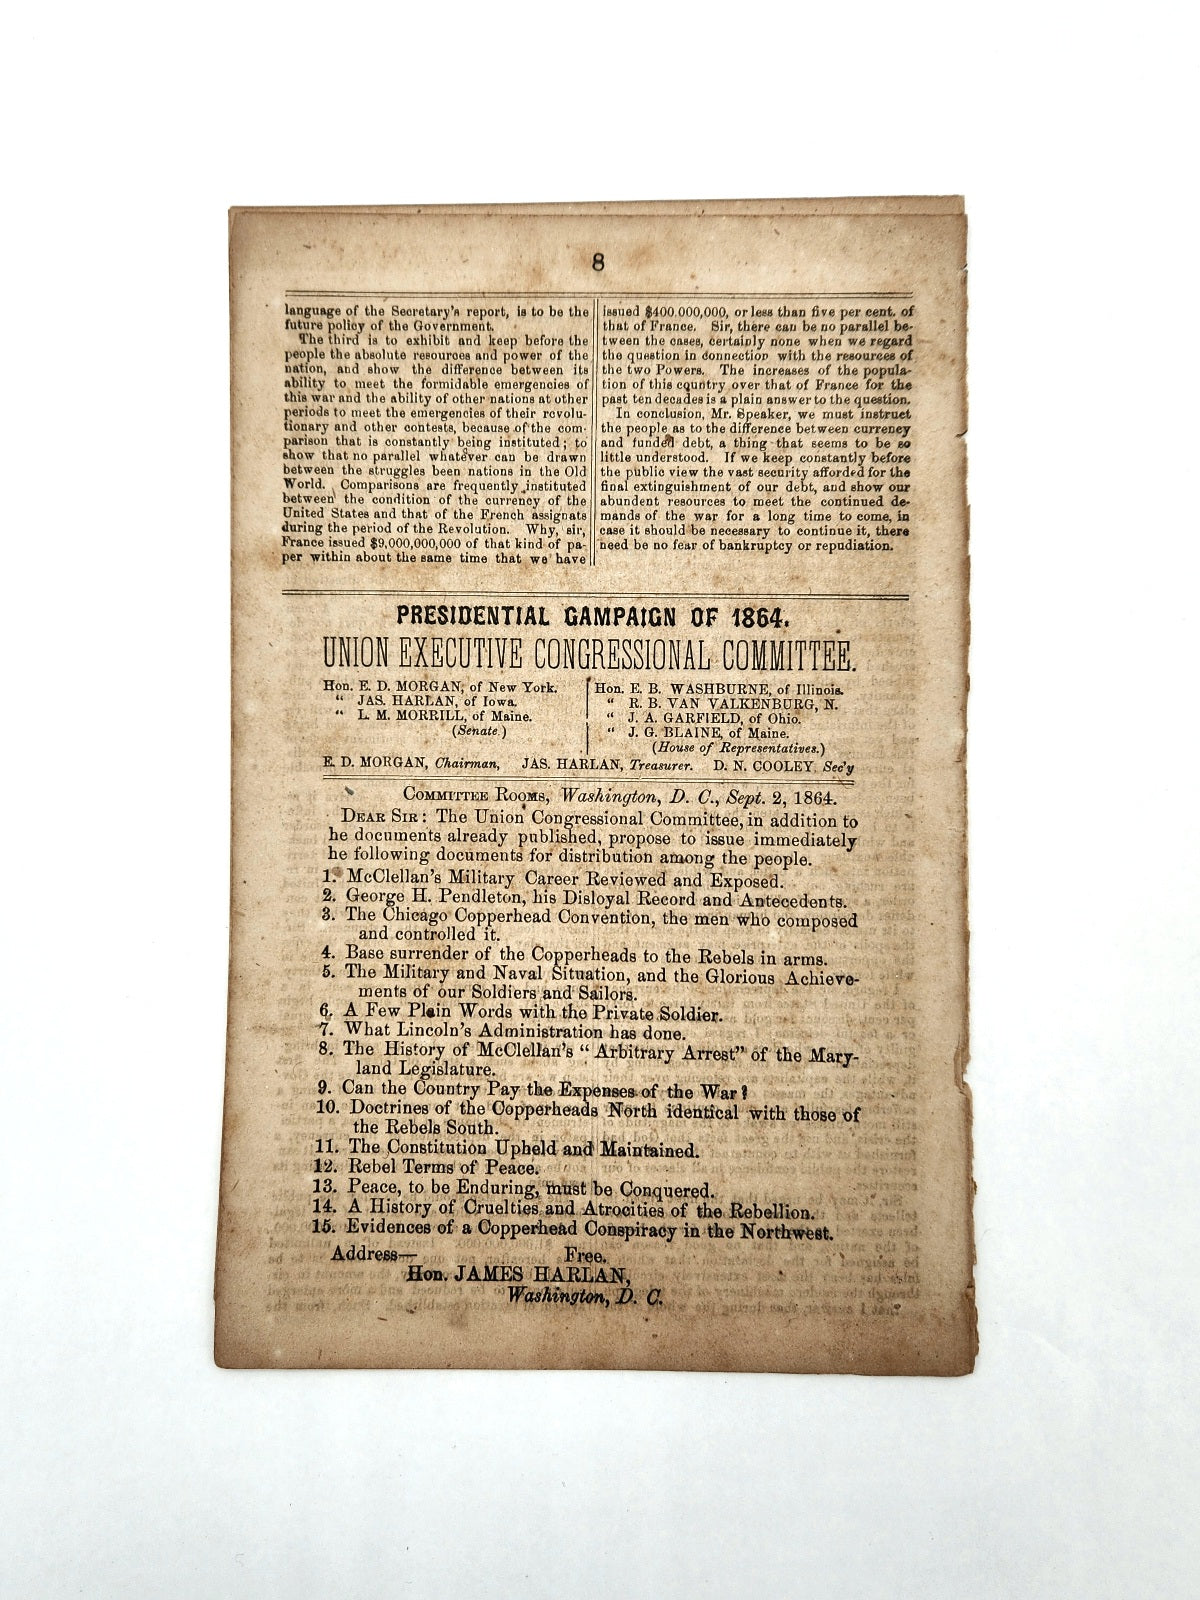 8
language of the Secretary's report, is to be the
future policy of the Government.
The third is to exhibit and keep before the
people the absolute resources and power of the
nation, and show the difference between its
ability to meet the formidable emergencies of
this war and the ability of other nations at other
periods to meet the emergencies of their revolu-
tionary and other contests, because of the com-
parison that is constantly being instituted; to
show that no parallel whatever can be drawn
between the struggles been nations in the Old
World. Comparisons are frequently instituted
between the condition of the currency of the
United States and that of the French assignats
during the period of the Revolution. Why, sir,
France issued $9,000,000,000 of that kind of pa-
per within about the same time that we have
issued $400.000,000, or less than five per cent. of
that of France. Sir, there can be no parallel be-
tween the cases, certainly none when we regard
the question in connection with the resources of
the two Powers. The increases of the popula-
tion of this country over that of France for the
past ten decades is a plain answer to the question.
In conclusion, Mr. Speaker, we must instruct
the people as to the difference between currency
and funded debt, a thing that seems to be so
little understood. If we keep constantly before
the public view the vast security afforded for the
final extinguishment of our debt, and show our
abundent resources to meet the continued de-
mands of the war for a long time to come, in
case it should be necessary to continue it, there
need be no fear of bankruptcy or repudiation.
PRESIDENTIAL GAMPAIGN OF 1864.
UNION EXECUTIVE CONGRESSIONAL COMMITTEE.
Hon. E. D. MORGAN, of New York.
" JAS. HARLAN, of Iowa.
" L. M. MORRILL, of Maine.
(Senate.)
Hon. E. B. WASHBURNE, of Illinois.
" R. B. VAN VALKENBURG, N.
" J. A. GARFIELD, of Ohio.
" J. G. BLAINE, of Maine.
(House of Representatives.)
E. D. MORGAN, Chairman, JAS. HARLAN, Treasurer. D. N. COOLEY. Sec'y
COMMITTEE ROOMS, Washington, D. C., Sept. 2, 1864.
DEAR SIR: The Union Congressional Committee, in addition to
he documents already published, propose to issue immediately
he following documents for distribution among the people.
1. McClellan's Military Career Reviewed and Exposed.
2. George H. Pendleton, his Disloyal Record and Antecedents.
3. The Chicago Copperhead Convention, the men who composed
and controlled it.
4. Base surrender of the Copperheads to the Rebels in arms.
5. The Military and Naval Situation, and the Glorious Achieve-
ments of our Soldiers and Sailors.
6. A Few Plain Words with the Private Soldier.
7. What Lincoln's Administration has done.
8. The History of McClellan's "Arbitrary Arrest" of the Mary-
land Legislature.
9. Can the Country Pay the Expenses of the War?
10. Doctrines of the Copperheads North identical with those of
the Rebels South.
11. The Constitution Upheld and Maintained.
12. Rebel Terms of Peace.
13. Peace, to be Enduring, must be Conquered.
14. A History of Cruelties and Atrocities of the Rebellion.
15. Evidences of a Copperhead Conspiracy in the Northwest.
Address— Free.
Hon. JAMES HARLAN,
Washington, D. C.